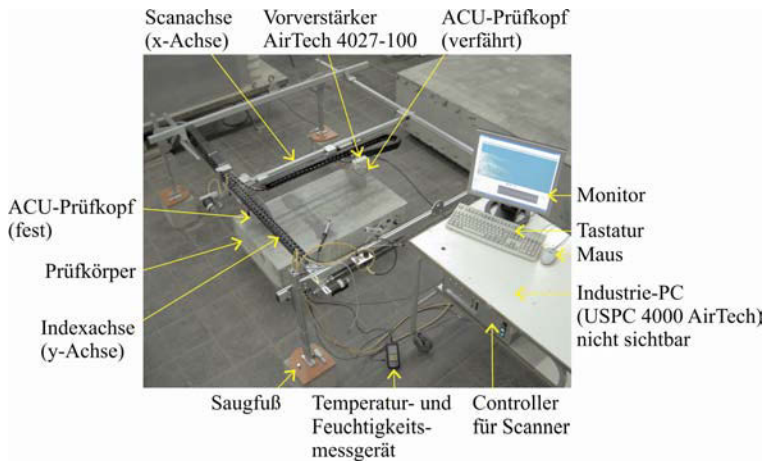 Scanachse
(x-Achse)
Vorverstärker
AirTech 4027-100
ACU-Prüfkopf
(verfährt)
ACU-Prüfkopf
(fest)
Prüfkörper
Indexachse
(y-Achse)
Monitor
Tastatur
Maus
Industrie-PC
(USPC 4000 AirTech)
nicht sichtbar
Saugfuß
Temperatur- und
Feuchtigkeits-
messgerät
Controller
für Scanner